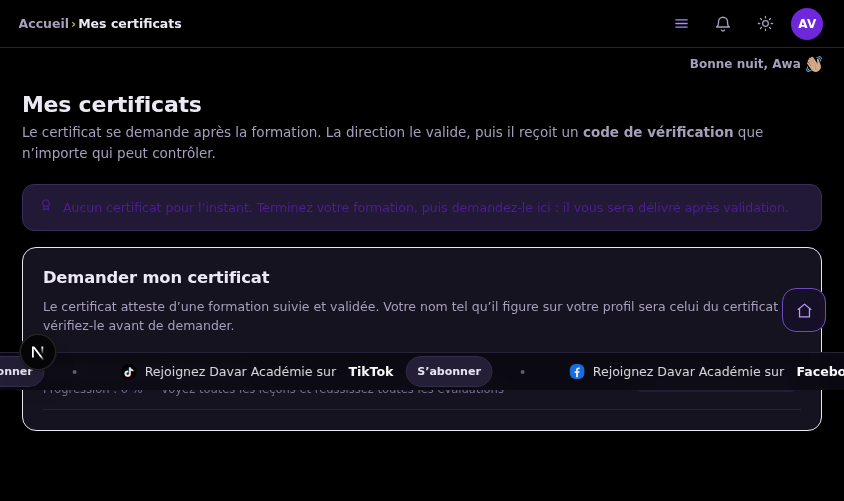 Accueil › Mes certificats
AV
Bonne nuit, Awa 👋🏼
Mes certificats
Le certificat se demande après la formation. La direction le valide, puis il reçoit un code de vérification que
n’importe qui peut contrôler.
Aucun certificat pour l’instant. Terminez votre formation, puis demandez-le ici : il vous sera délivré après validation.
Demander mon certificat
Le certificat atteste d’une formation suivie et validée. Votre nom tel qu’il figure sur votre profil sera celui du certificat
vérifiez-le avant de demander.
onner • Rejoignez Davar Académie sur TikTok S’abonner • Rejoignez Davar Académie sur Facebo